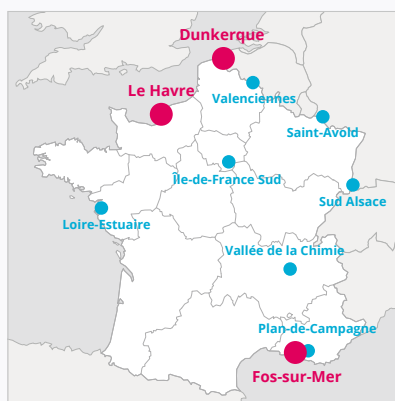 Dunkerque
Le Havre
Valenciennes
Saint-Avold
Île-de-France Sud
Sud Alsace
Loire-Estuaire
Vallée de la Chimie
Plan-de-Campagne
Fos-sur-Mer